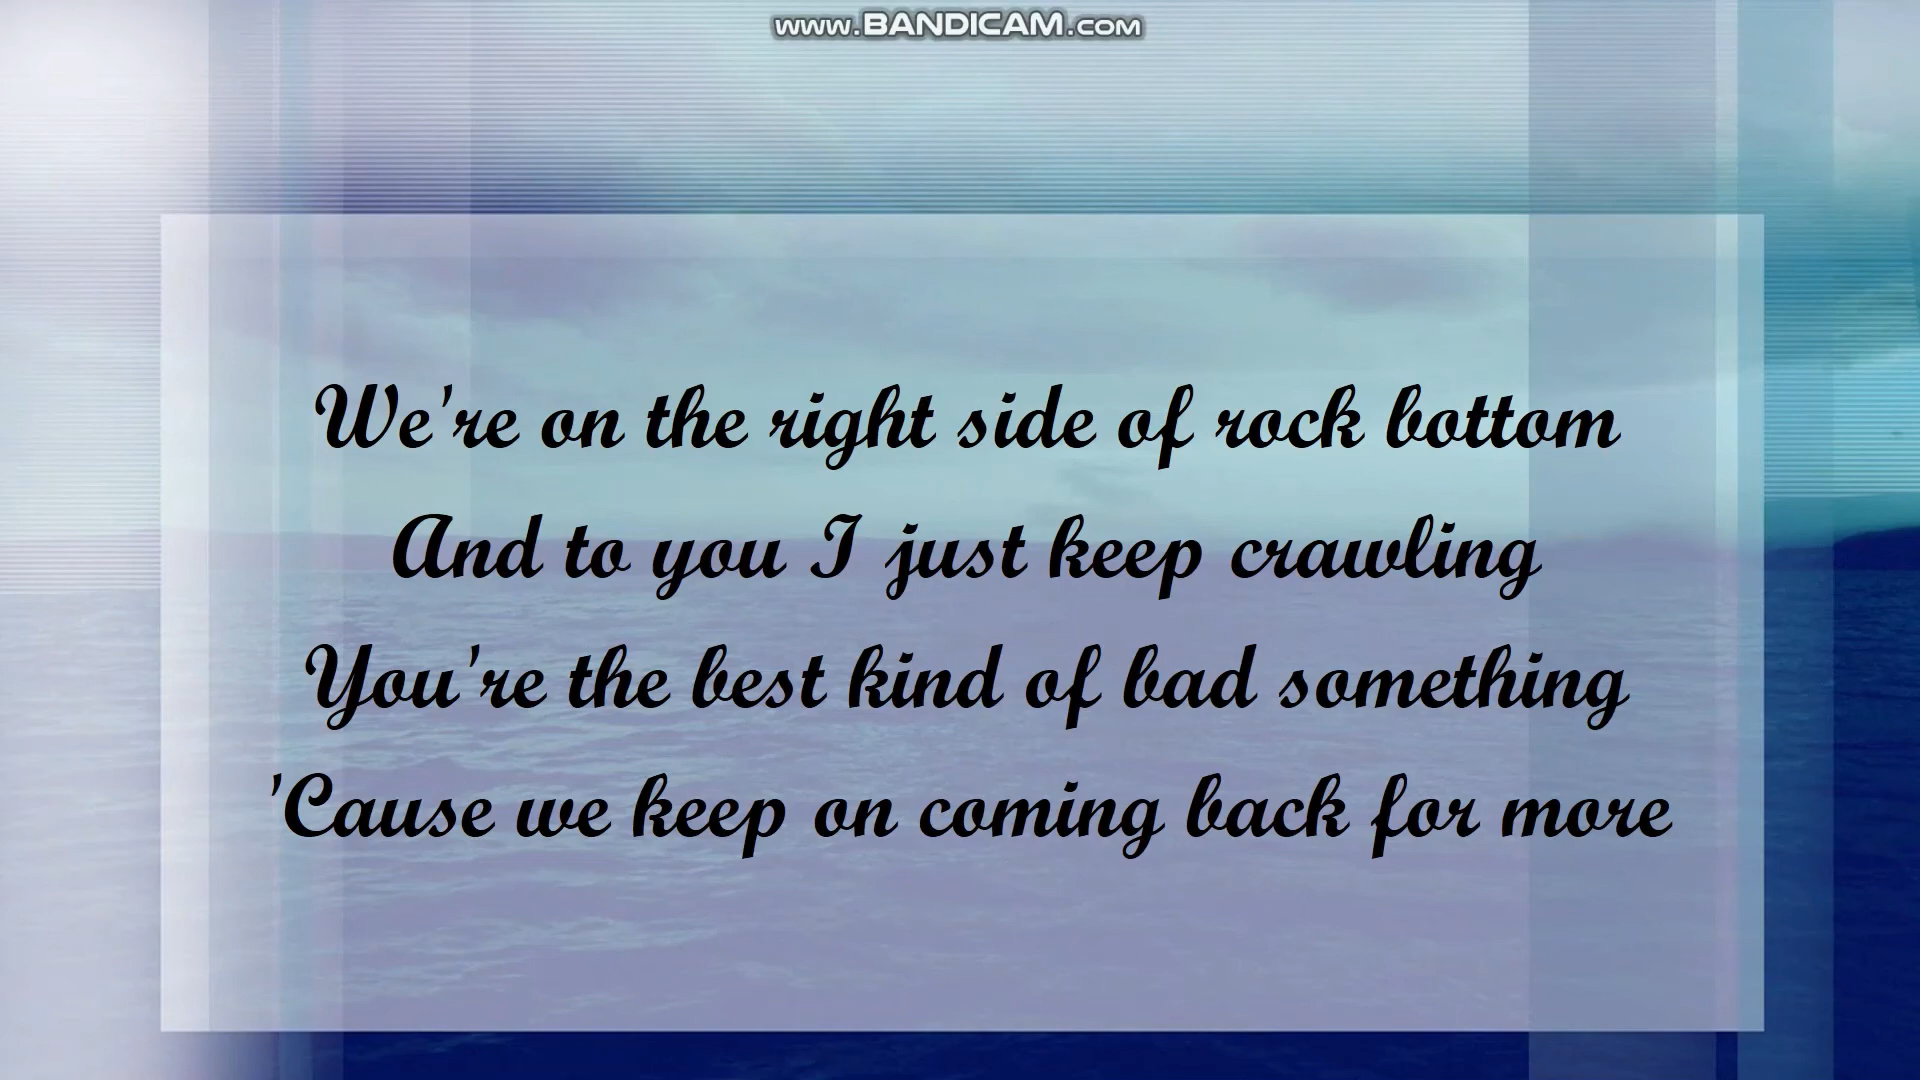 www.BANDICAM.com
We're on the right side of rock bottom
And to you I just keep crawling
You're the best kind of bad something
'Cause we keep on coming back for more